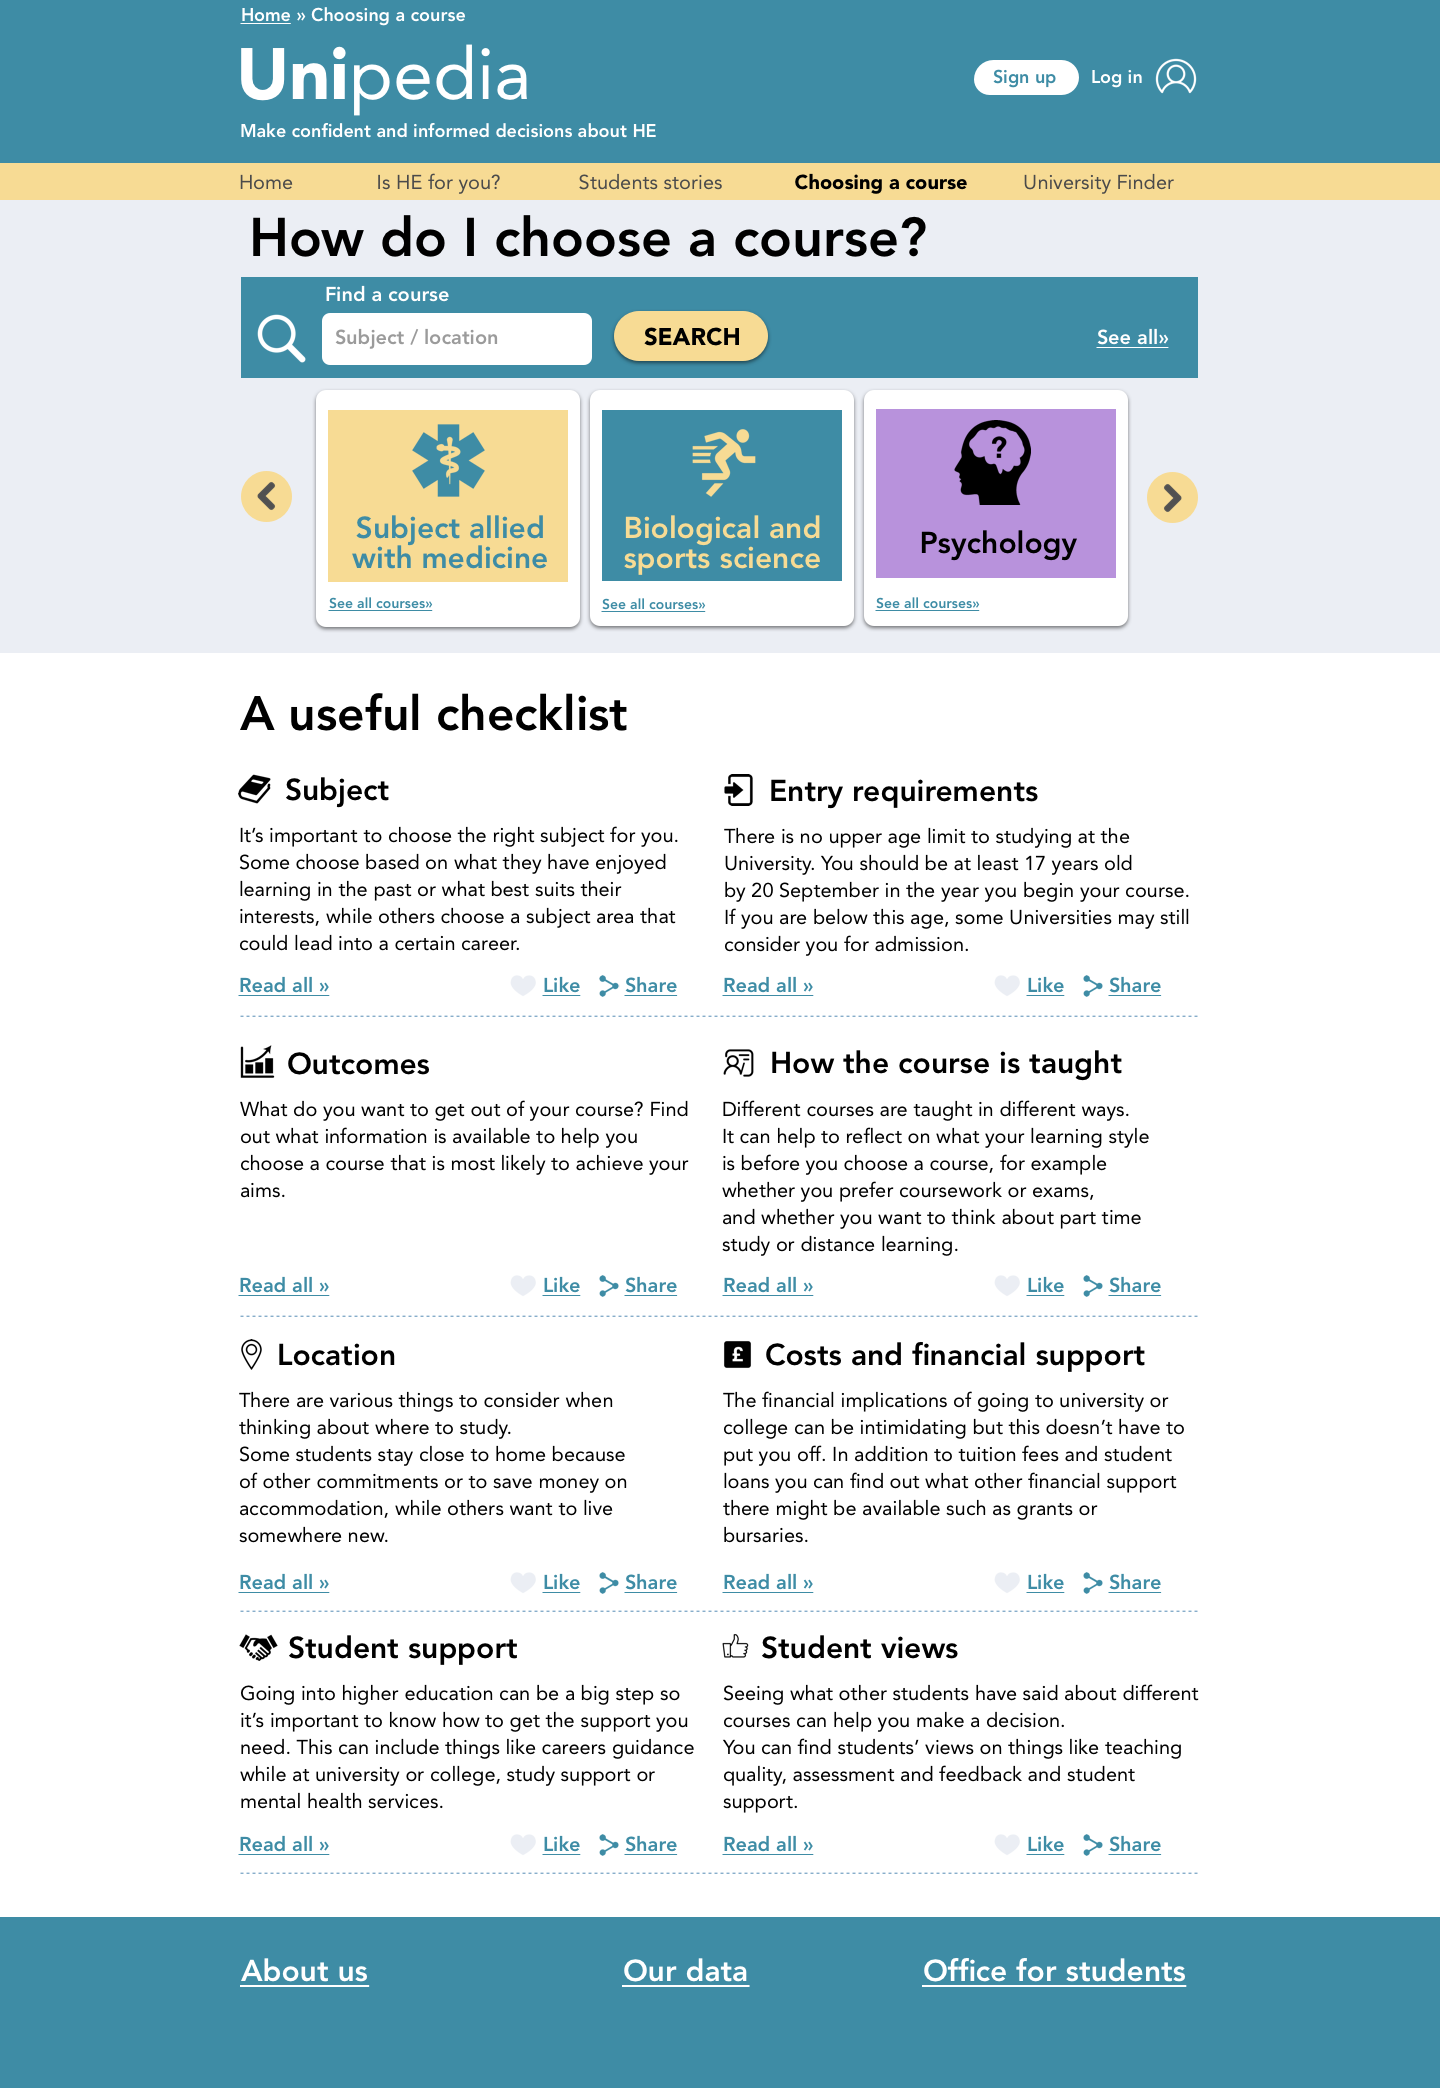 Home » Choosing a course
Unipedia
Sign up
Log in
Make confident and informed decisions about HE
Home
Is HE for you?
Students stories
Choosing a course
University Finder
How do I choose a course?
Find a course
Subject / location
SEARCH
See all»
Subject allied
with medicine
See all courses»
Biological and
sports science
See all courses»
?
Psychology
See all courses»
A useful checklist
Subject
It’s important to choose the right subject for you.
Some choose based on what they have enjoyed
learning in the past or what best suits their
interests, while others choose a subject area that
could lead into a certain career.
Read all »
Like
Share
Entry requirements
There is no upper age limit to studying at the
University. You should be at least 17 years old
by 20 September in the year you begin your course.
If you are below this age, some Universities may still
consider you for admission.
Read all »
Like
Share
Outcomes
What do you want to get out of your course? Find
out what information is available to help you
choose a course that is most likely to achieve your
aims.
Read all »
Like
Share
How the course is taught
Different courses are taught in different ways.
It can help to reflect on what your learning style
is before you choose a course, for example
whether you prefer coursework or exams,
and whether you want to think about part time
study or distance learning.
Read all »
Like
Share
Location
There are various things to consider when
thinking about where to study.
Some students stay close to home because
of other commitments or to save money on
accommodation, while others want to live
somewhere new.
Read all »
Like
Share
£
Costs and financial support
The financial implications of going to university or
college can be intimidating but this doesn’t have to
put you off. In addition to tuition fees and student
loans you can find out what other financial support
there might be available such as grants or
bursaries.
Read all »
Like
Share
Student support
Going into higher education can be a big step so
it’s important to know how to get the support you
need. This can include things like careers guidance
while at university or college, study support or
mental health services.
Read all »
Like
Share
Student views
Seeing what other students have said about different
courses can help you make a decision.
You can find students’ views on things like teaching
quality, assessment and feedback and student
support.
Read all »
Like
Share
About us
Our data
Office for students